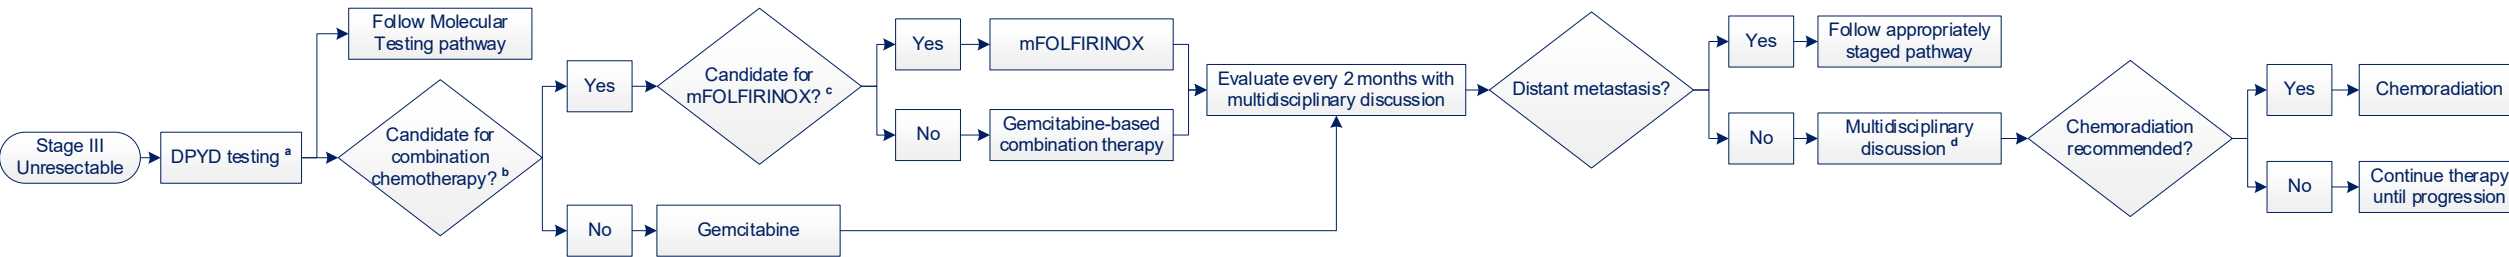 Stage III
Unresectable
DPYD testing a
Follow Molecular
Testing pathway
Candidate for
combination
chemotherapy? b
Yes
No
Candidate for
mFOLFIRINOX? c
Gemcitabine
Yes
mFOLFIRINOX
No
Gemcitabine-based
combination therapy
Evaluate every 2 months with
multidisciplinary discussion
Distant metastasis?
Yes
Follow appropriately
staged pathway
No
Multidisciplinary
discussion d
Chemoradiation
recommended?
Yes
Chemoradiation
No
Continue therapy
until progression